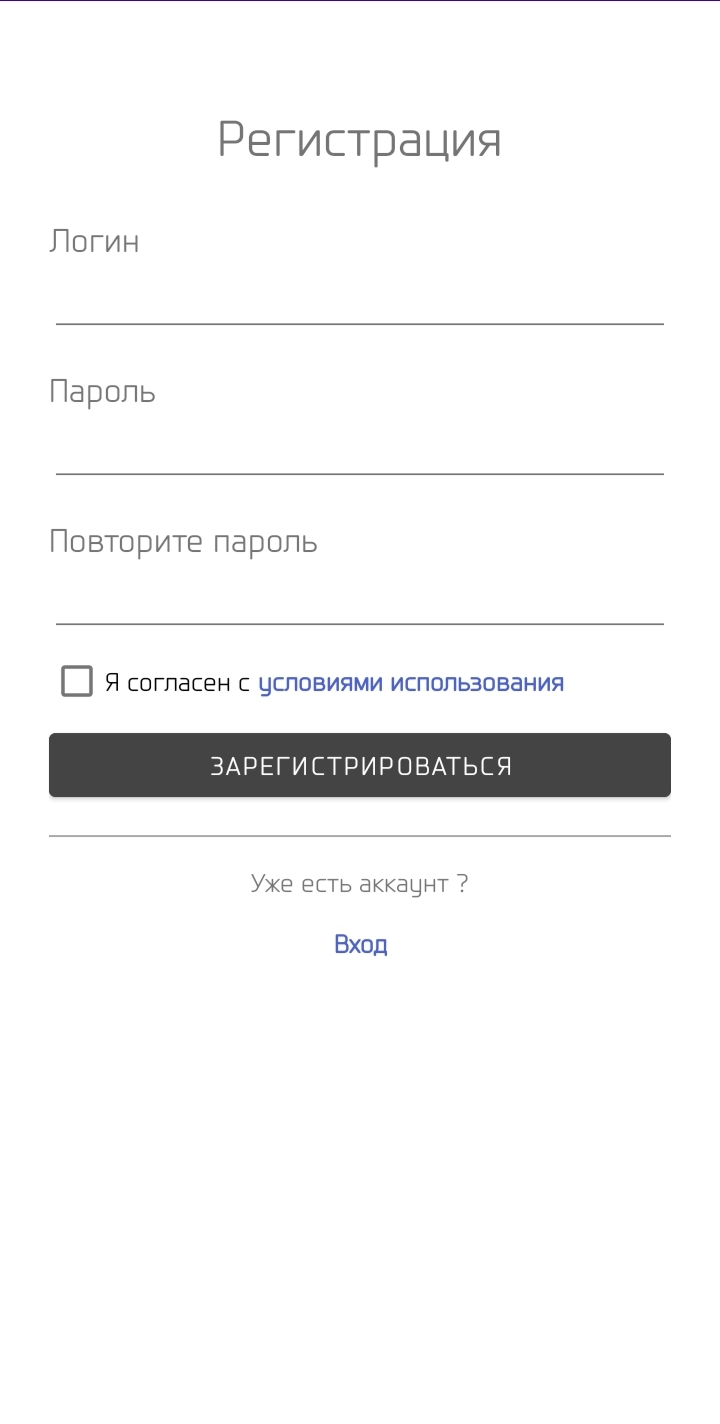 Регистрация
Логин
Пароль
Повторите пароль
Я согласен с условиями использования
ЗАРЕГИСТРИРОВАТЬСЯ
Уже есть аккаунт ?
Вход